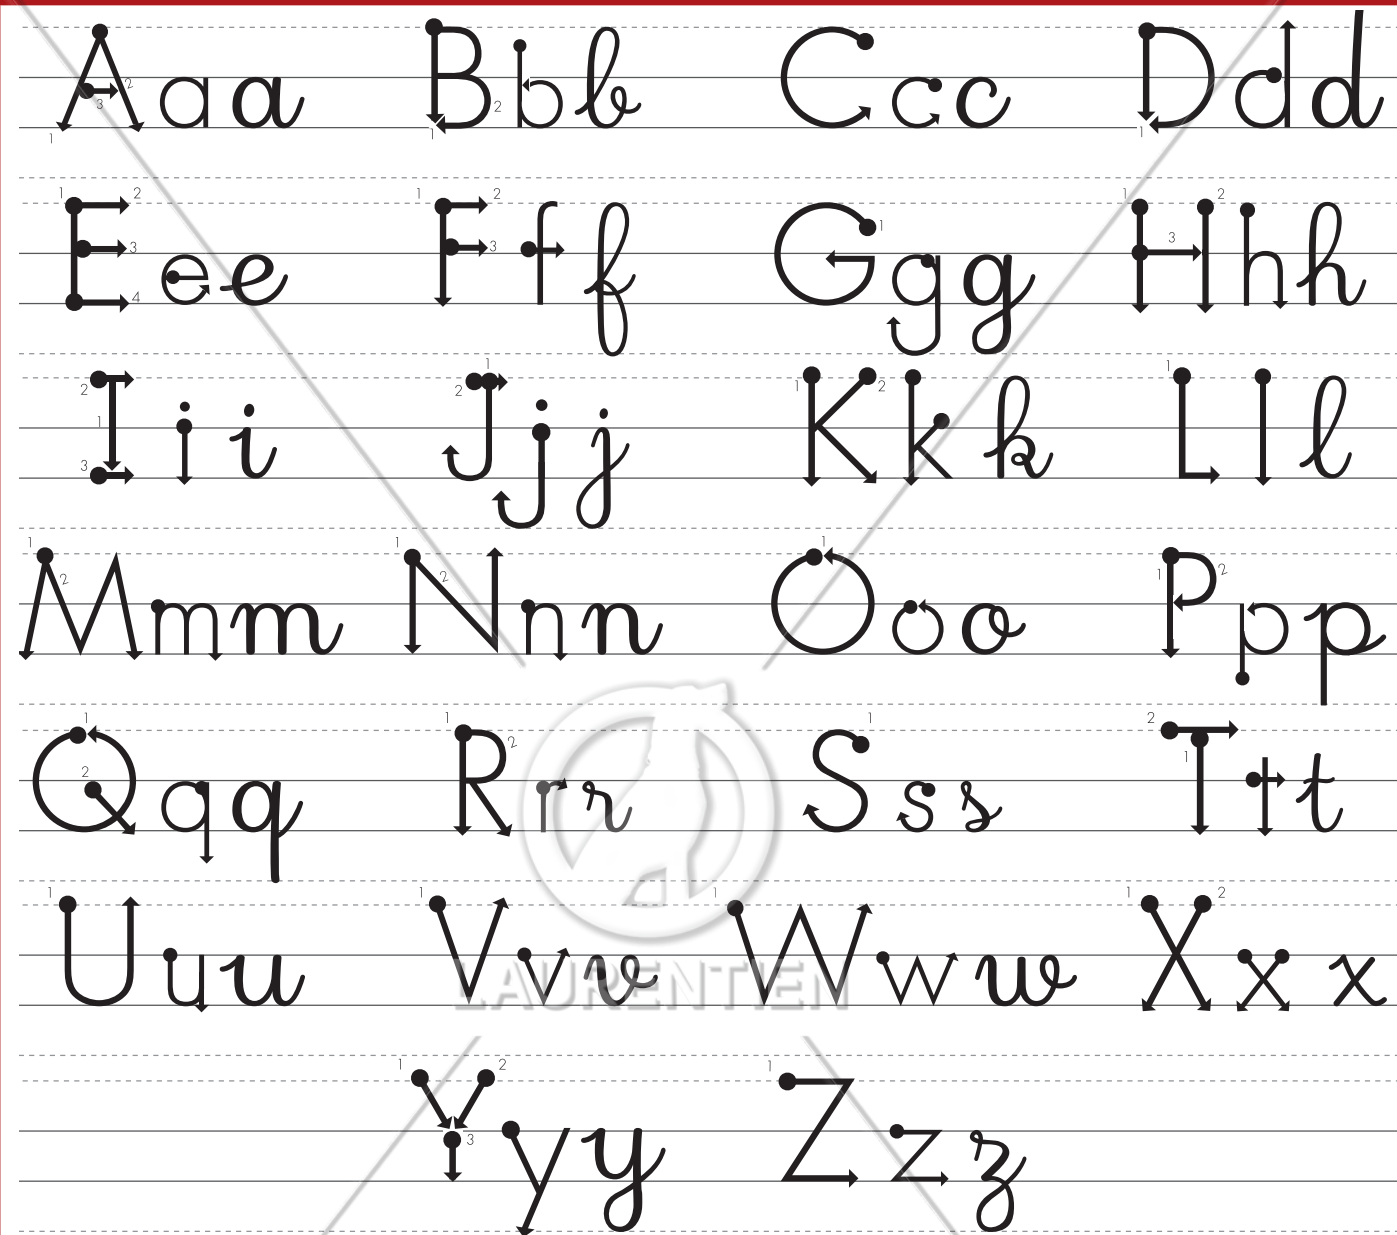 Aaa Bbb Ccc Ddd
Eee Fff Ggg Hhh
Iii Jjj Kkk Lll
Mmm Nnn Ooo Ppp
Qqq Rrr Sss Ttt
Uuu Vvv Www Xxx
LAURENTIEN
Yyy Zzz